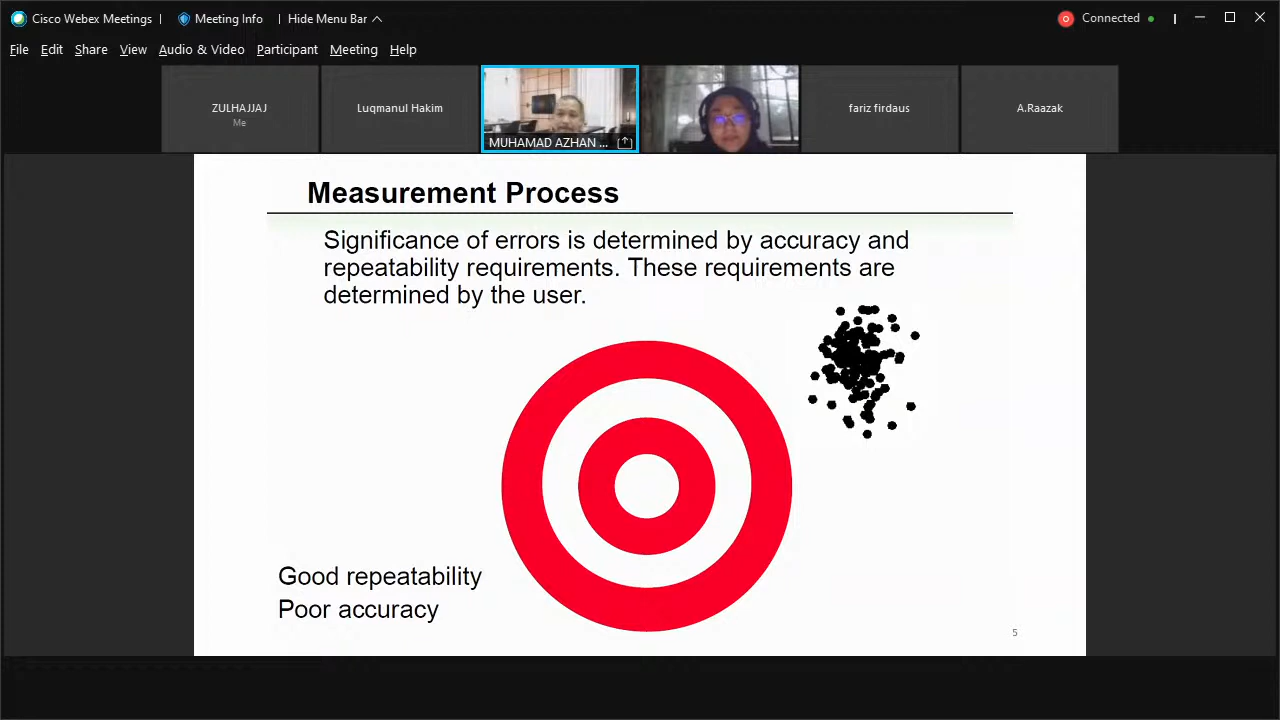 Cisco Webex Meetings | Meeting Info | Hide Menu Bar
Connected
File Edit Share View Audio & Video Participant Meeting Help
ZULHAJJAJ
Me
Luqmanul Hakim
MUHAMAD AZHAN ...
fariz firdaus
A.Raazak
Measurement Process
Significance of errors is determined by accuracy and
repeatability requirements. These requirements are
determined by the user.
Good repeatability
Poor accuracy
5